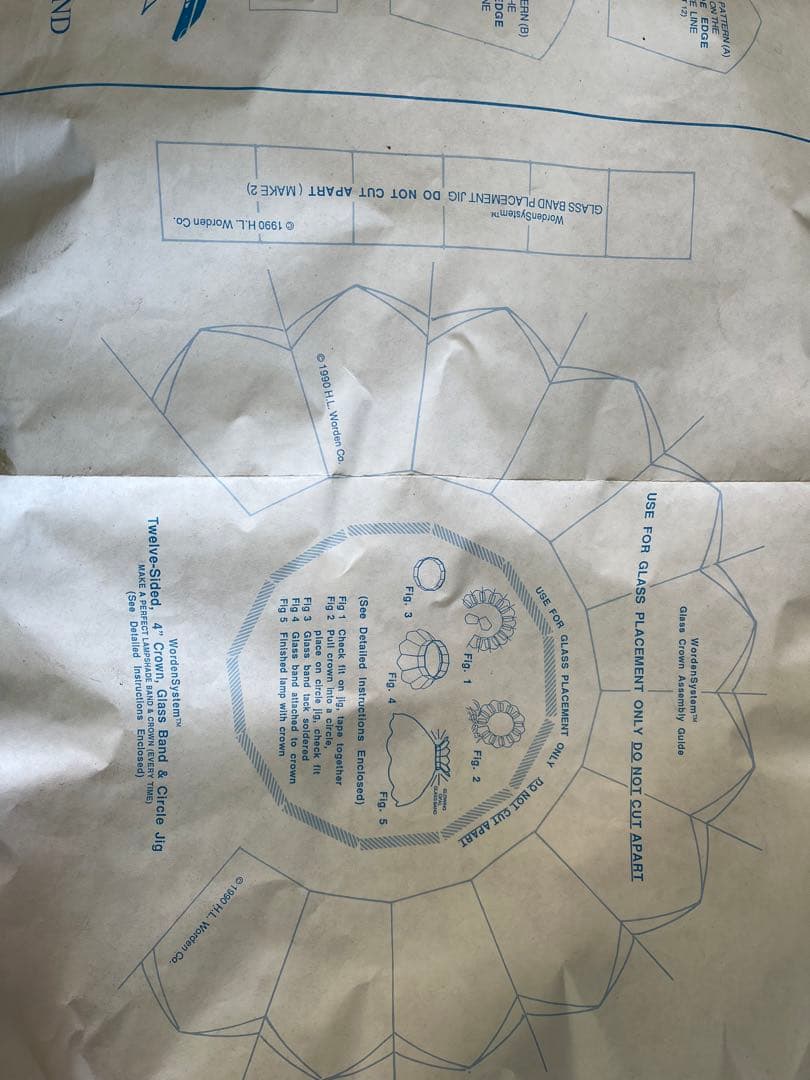 PATTERN (A)
ON THE
EDGE
LINE
(B)
EDGE
ND
WordenSystem™
GLASS BAND PLACEMENT JIG DO NOT CUT APART ( MAKE 2)
© 1990 H.L. Worden Co.
© 1990 H.L. Worden Co.
WordenSystem™
Glass Crown Assembly Guide
USE FOR GLASS PLACEMENT ONLY DO NOT CUT APART
USE FOR GLASS PLACEMENT ONLY DO NOT CUT APART
Fig. 1
Fig. 2
Fig. 3
Fig. 4
Fig. 5
(See Detailed Instructions Enclosed)
Fig 1 Check fit on jig, tape together
Fig 2 Pull crown into a circle,
place on circle jig, check fit
Fig 3 Glass band tack soldered
Fig 4 Glass band attached to crown
Fig 5 Finished lamp with crown
WordenSystem™
Twelve-Sided, 4" Crown, Glass Band & Circle Jig
MAKE A PERFECT LAMPSHADE BAND & CROWN (EVERY TIME)
(See Detailed Instructions Enclosed)
© 1990 H.L. Worden Co.